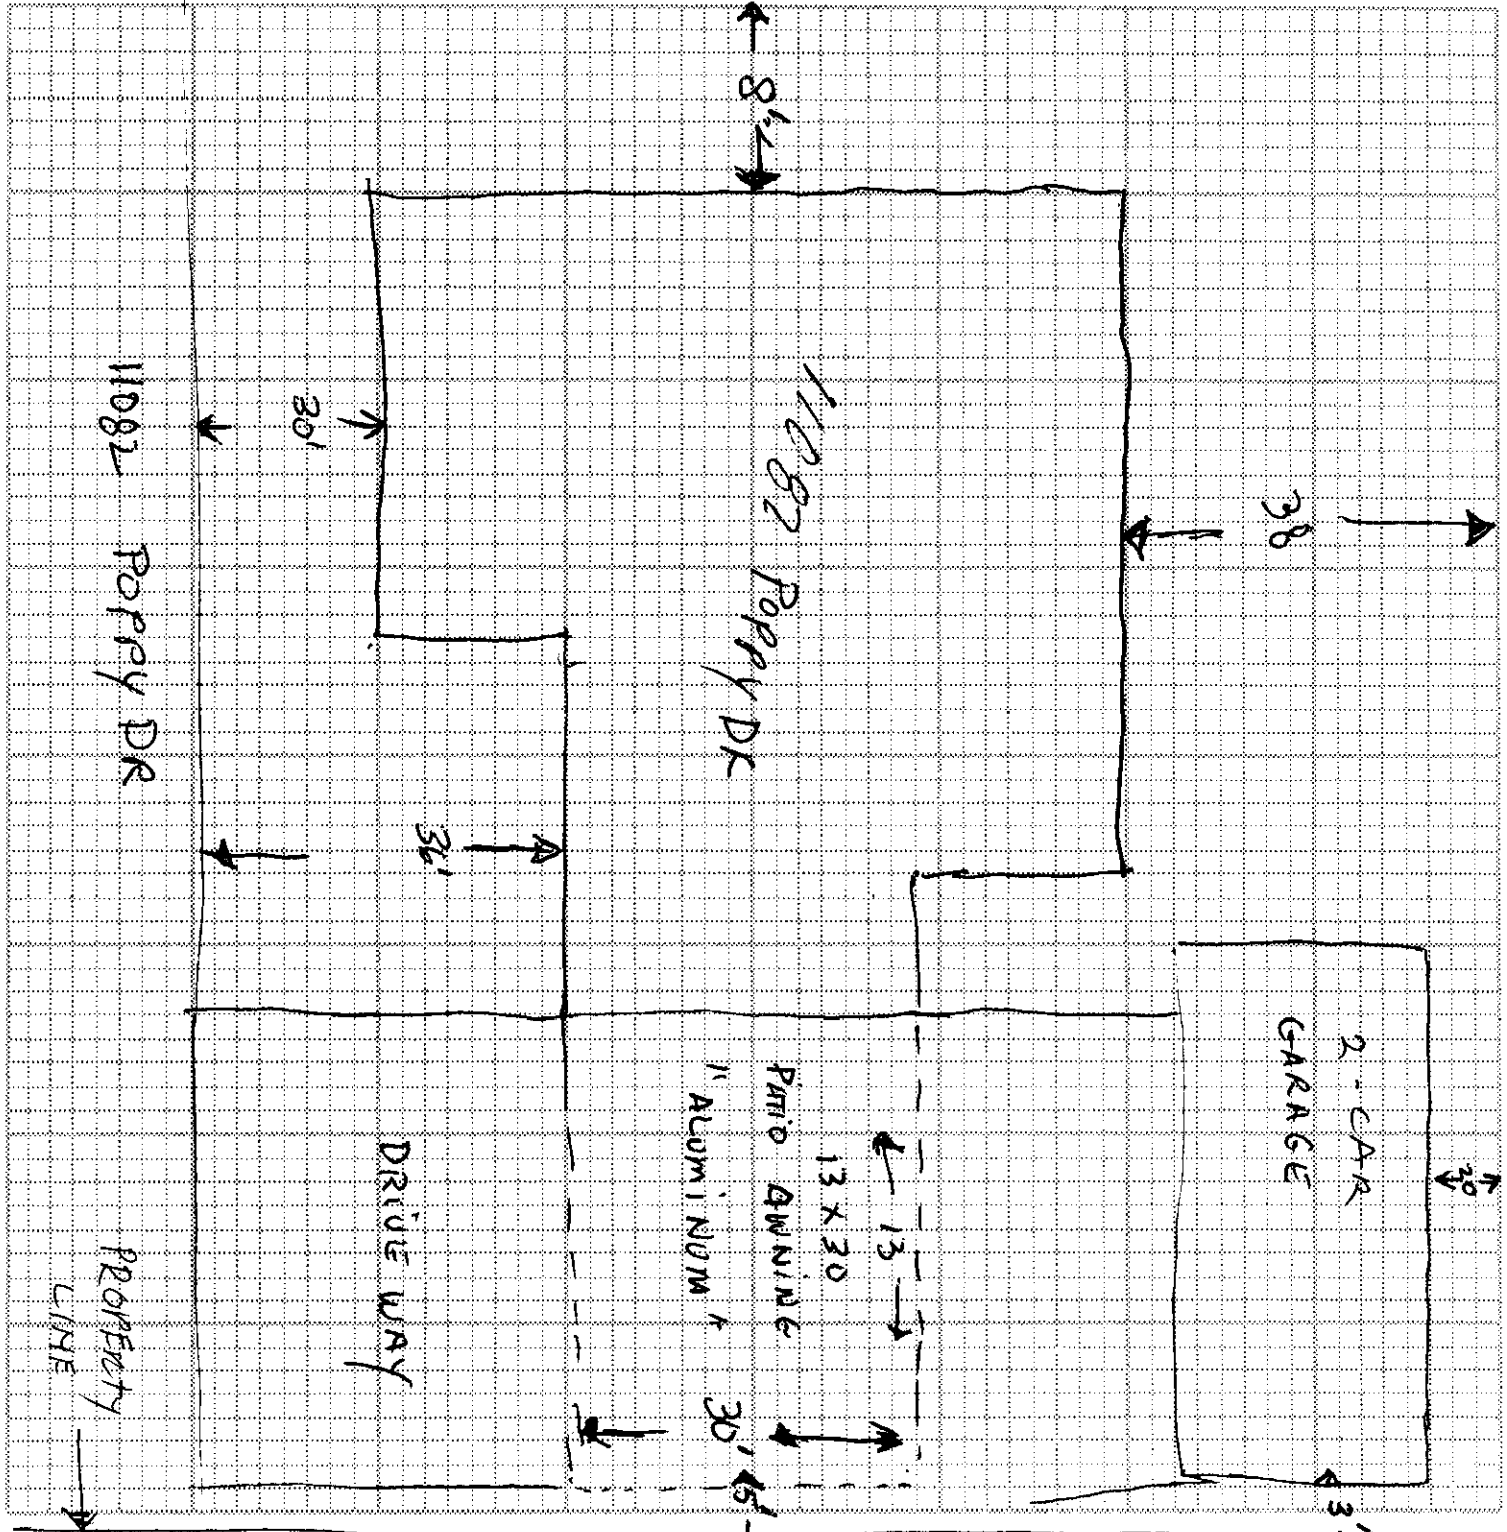 8'
38
2-CAR
GARAGE
20
3'
11082 POPPY DR
30'
36'
11082 POPPY DR
13
13 X 30
PATIO AWNING
1" ALUMINUM
30'
5'
DRIVE WAY
PROPERTY
LINE